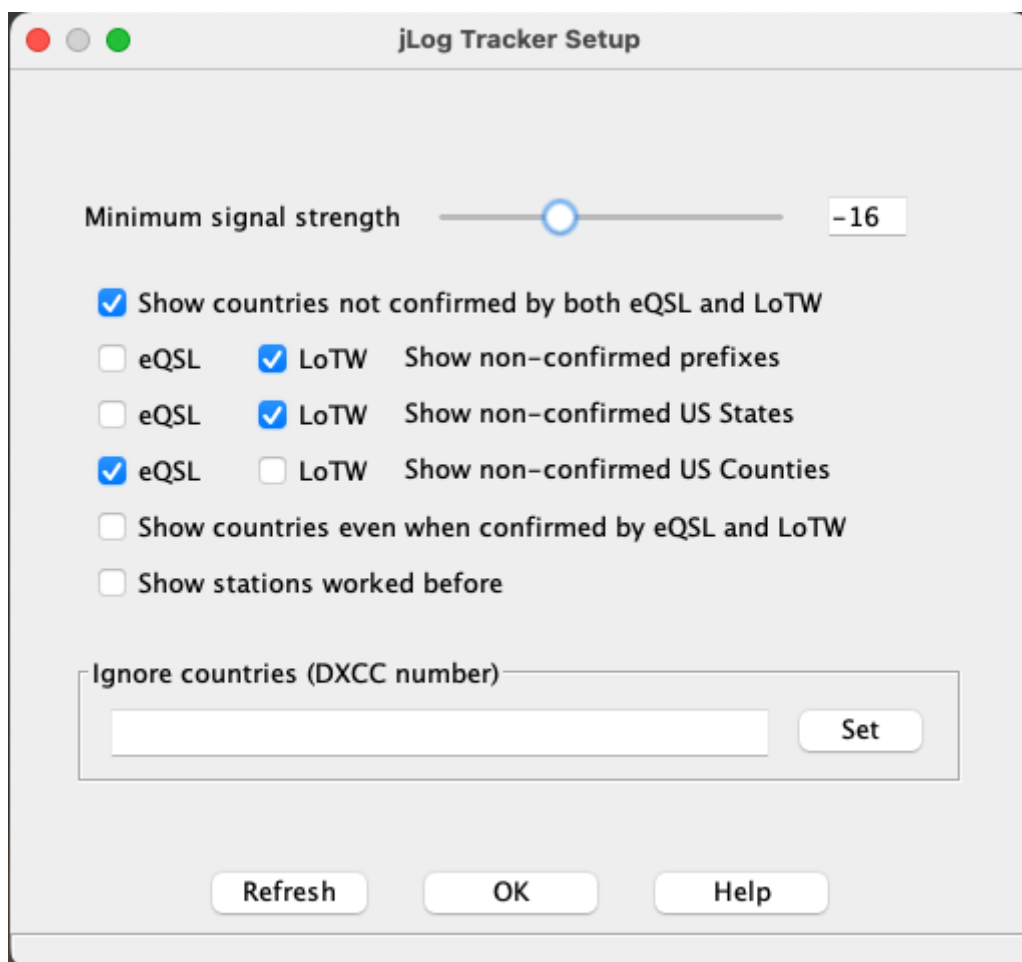 jLog Tracker Setup
Minimum signal strength -16
Show countries not confirmed by both eQSL and LoTW
eQSL LoTW Show non-confirmed prefixes
eQSL LoTW Show non-confirmed US States
eQSL LoTW Show non-confirmed US Counties
Show countries even when confirmed by eQSL and LoTW
Show stations worked before
Ignore countries (DXCC number)
Set
Refresh OK Help